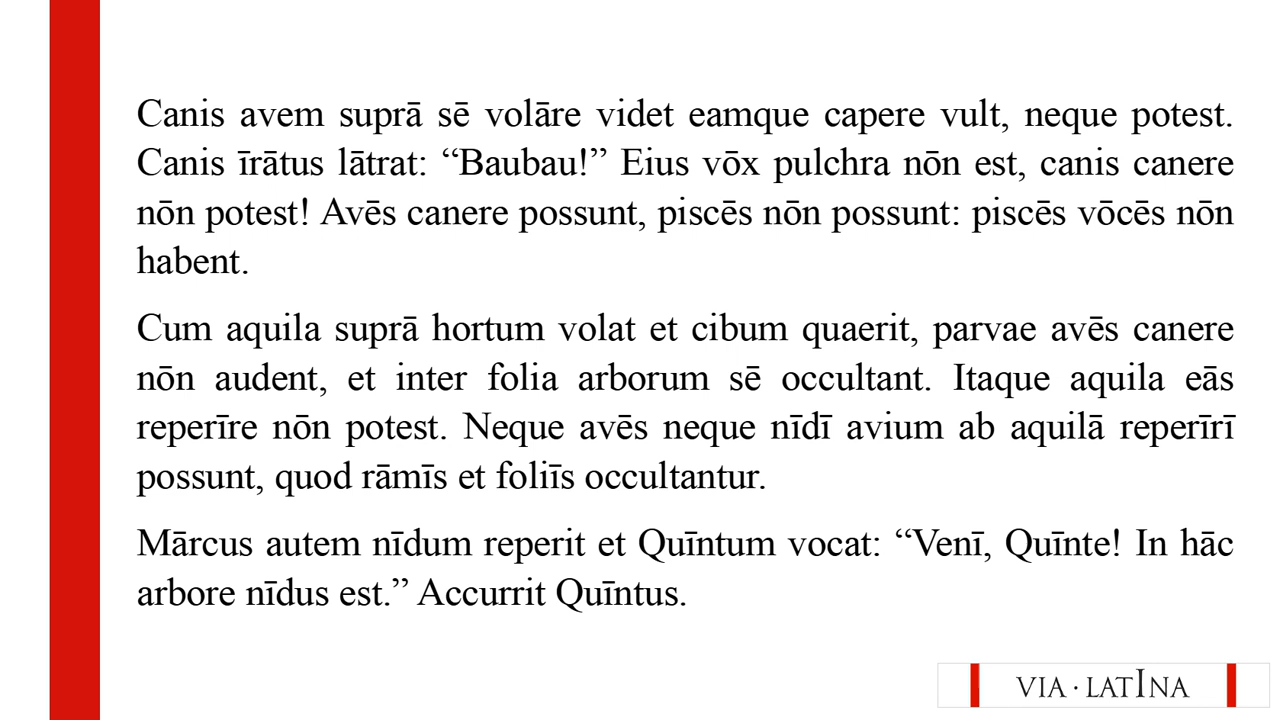 Canis avem suprā sē volāre videt eamque capere vult, neque potest.
Canis īrātus lātrat: “Baubau!” Eius vōx pulchra nōn est, canis canere
nōn potest! Avēs canere possunt, piscēs nōn possunt: piscēs vōcēs nōn
habent.
Cum aquila suprā hortum volat et cibum quaerit, parvae avēs canere
nōn audent, et inter folia arborum sē occultant. Itaque aquila eās
reperīre nōn potest. Neque avēs neque nīdī avium ab aquilā reperīrī
possunt, quod rāmīs et foliīs occultantur.
Mārcus autem nīdum reperit et Quīntum vocat: “Venī, Quīnte! In hāc
arbore nīdus est.” Accurrit Quīntus.
VIA · LATINA